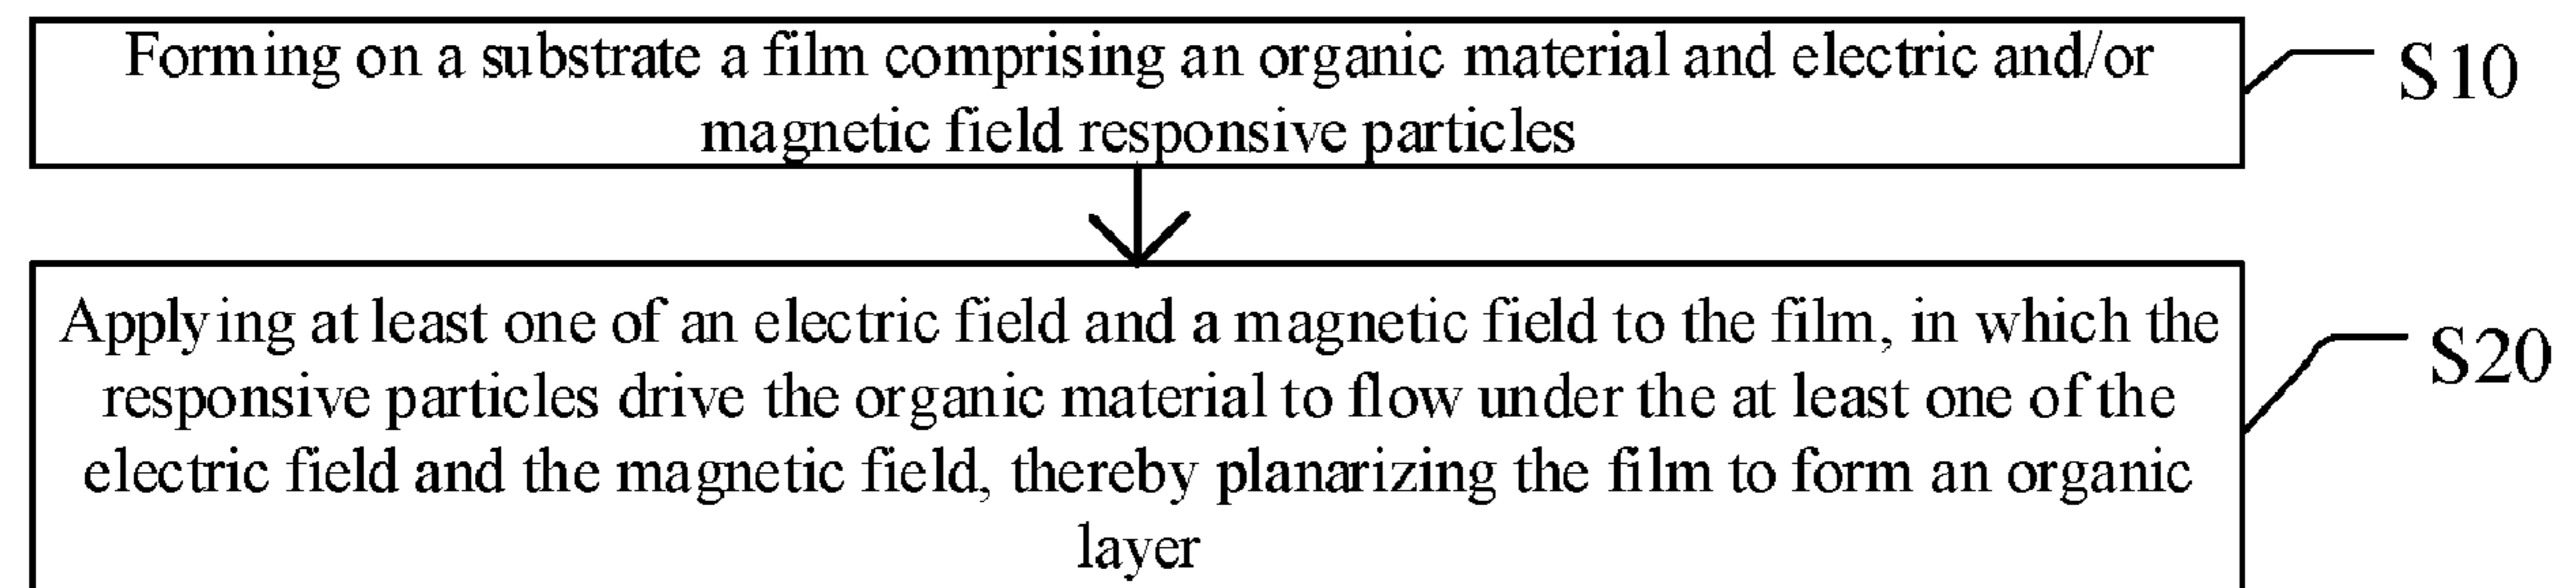 Forming on a substrate a film comprising an organic material and electric and/or
magnetic field responsive particles
S10
Applying at least one of an electric field and a magnetic field to the film, in which the
responsive particles drive the organic material to flow under the at least one of the
electric field and the magnetic field, thereby planarizing the film to form an organic
layer
S20